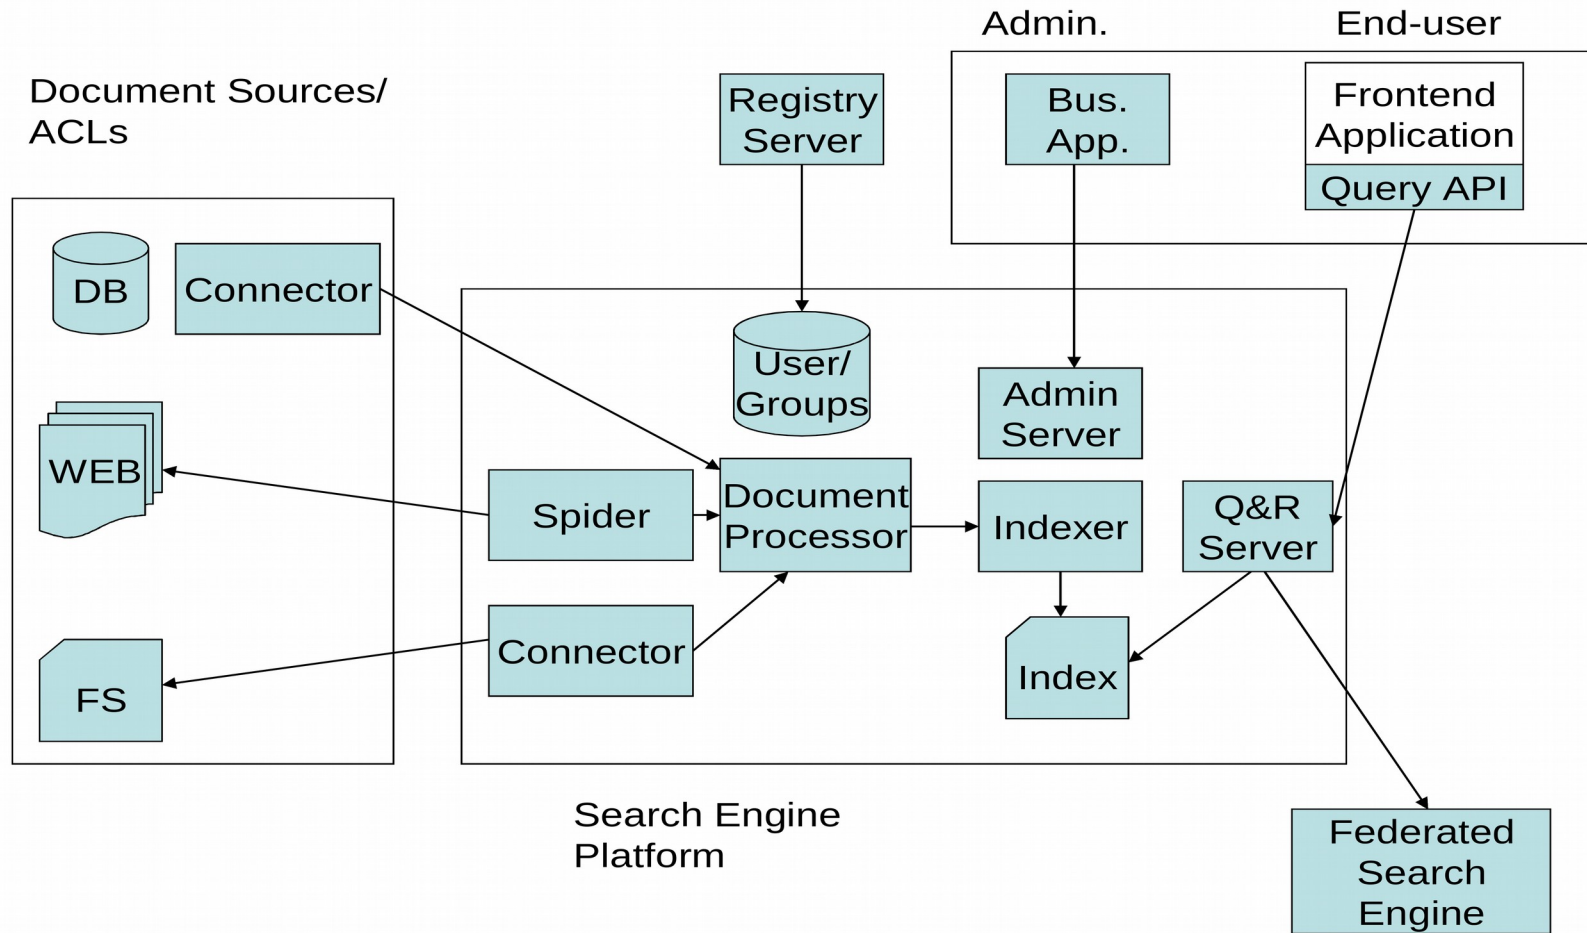 Admin.
End-user
Document Sources/
ACLs
Registry
Server
Bus.
App.
Frontend
Application
Query API
DB
Connector
User/
Groups
Admin
Server
WEB
Spider
Document
Processor
Indexer
Q&R
Server
Connector
Index
FS
Search Engine
Platform
Federated
Search
Engine